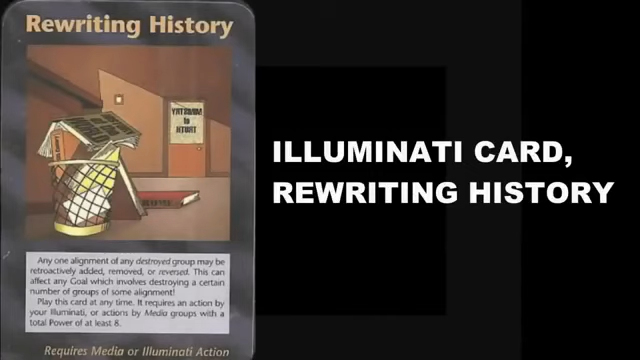 Rewriting History
YЯTƧIИIM
to
HTUЯT
Any one alignment of any destroyed group may be
retroactively added, removed, or reversed. This can
affect any Goal which involves destroying a certain
number of groups of some alignment!
Play this card at any time. It requires an action by
your Illuminati, or actions by Media groups with a
total Power of at least 8.
Requires Media or Illuminati Action
ILLUMINATI CARD,
REWRITING HISTORY